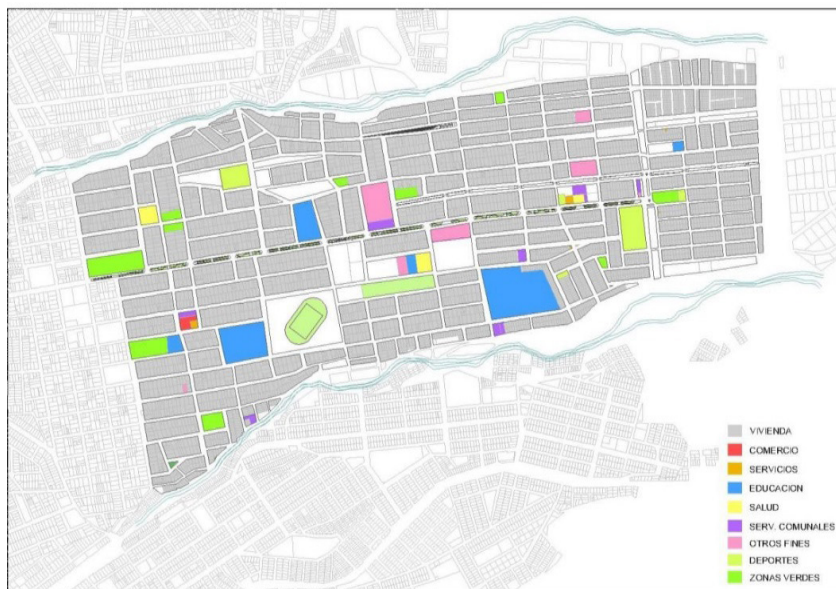 VIVIENDA
COMERCIO
SERVICIOS
EDUCACION
SALUD
SERV. COMUNALES
OTROS FINES
DEPORTES
ZONAS VERDES